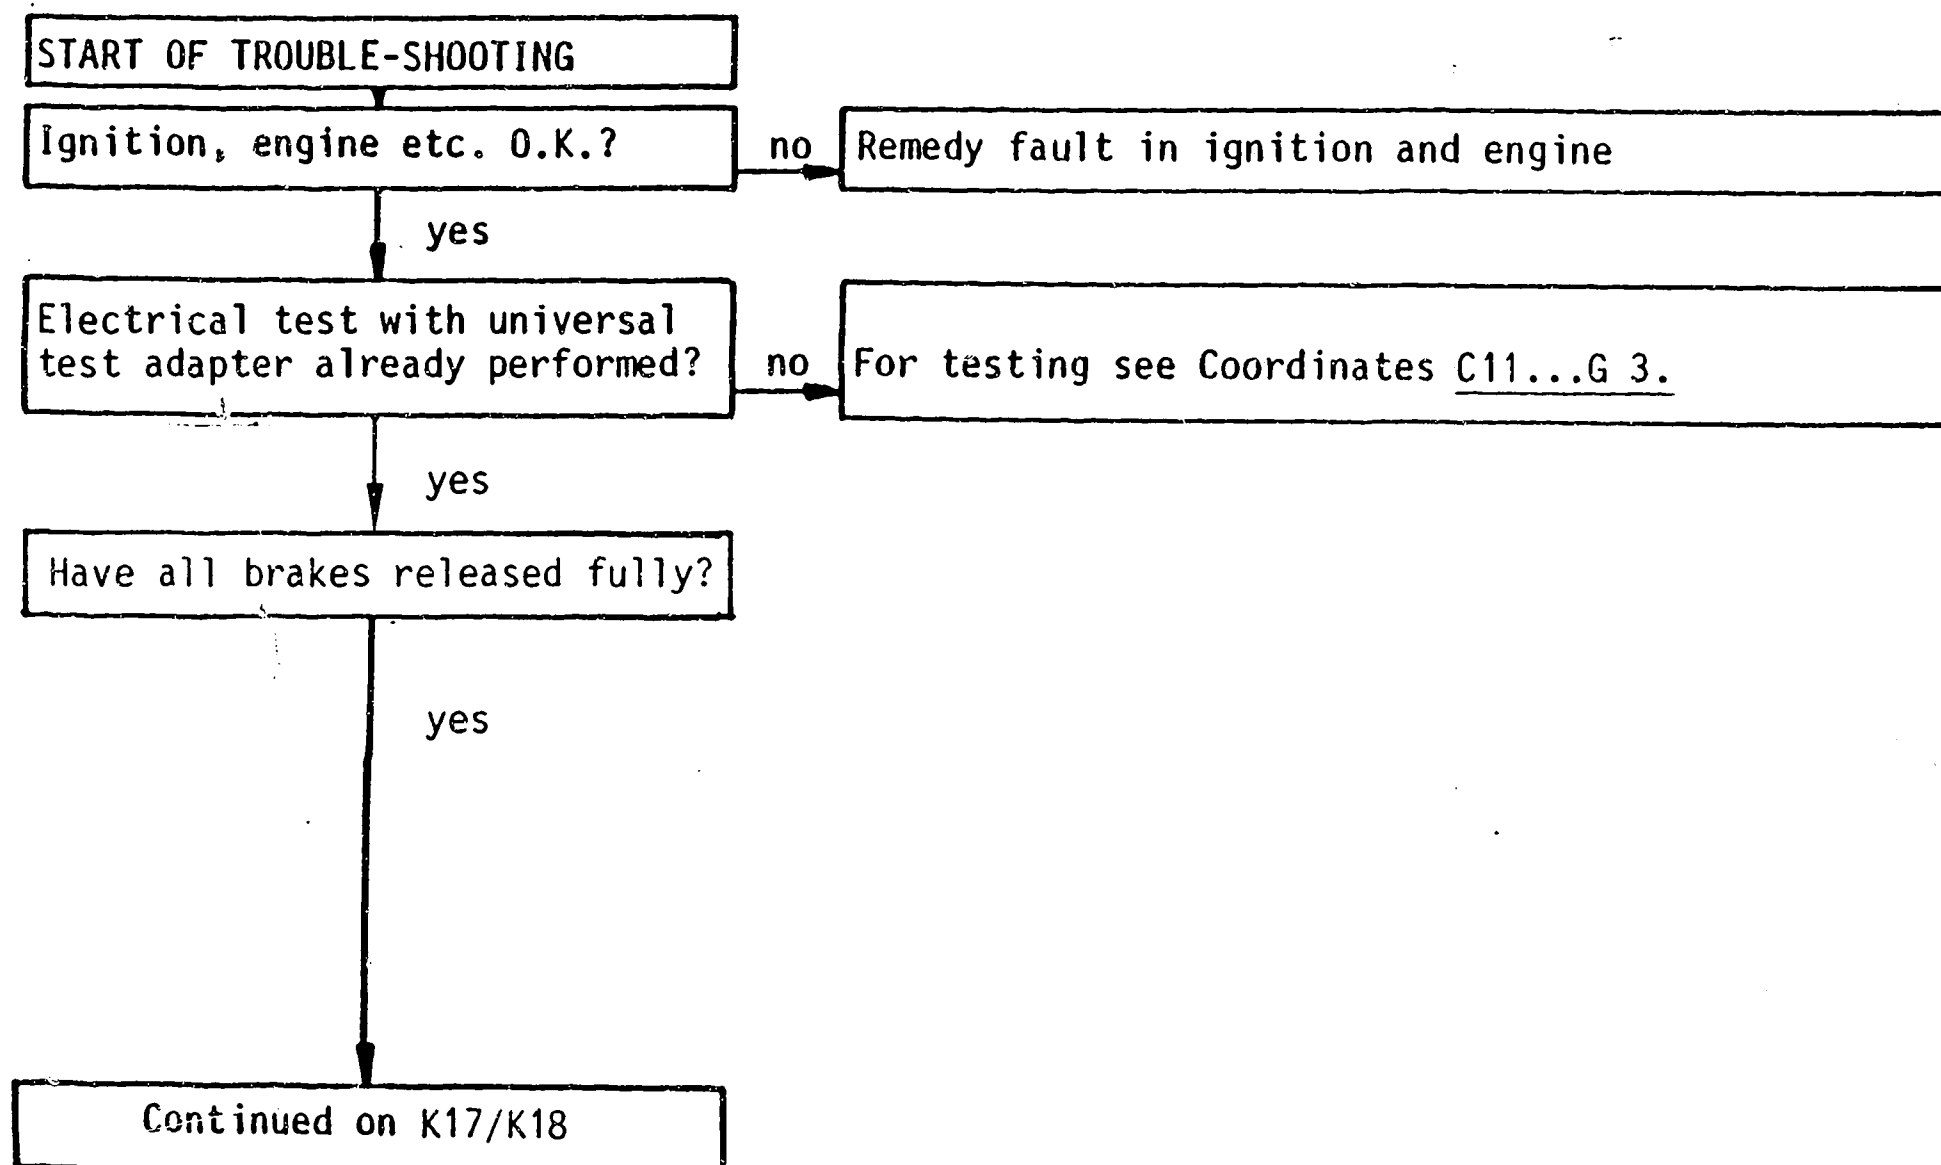 START OF TROUBLE-SHOOTING
Ignition, engine etc. O.K.?
no
Remedy fault in ignition and engine
yes
Electrical test with universal
test adapter already performed?
no
For testing see Coordinates C11...G 3.
yes
Have all brakes released fully?
yes
Continued on K17/K18